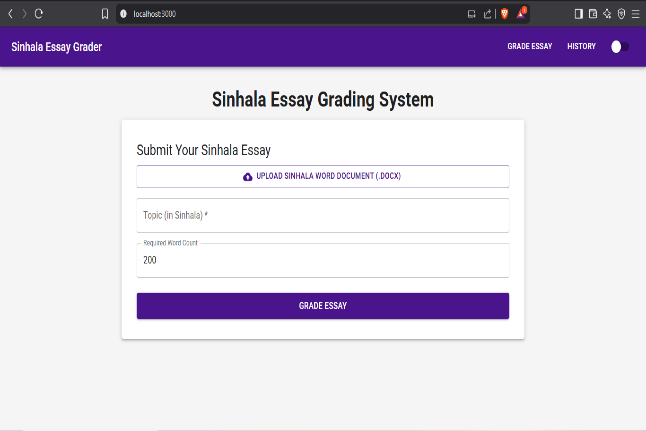 localhost:3000
Sinhala Essay Grader
GRADE ESSAY
HISTORY
Sinhala Essay Grading System
Submit Your Sinhala Essay
UPLOAD SINHALA WORD DOCUMENT (.DOCX)
Topic (in Sinhala) *
Required Word Count
200
GRADE ESSAY